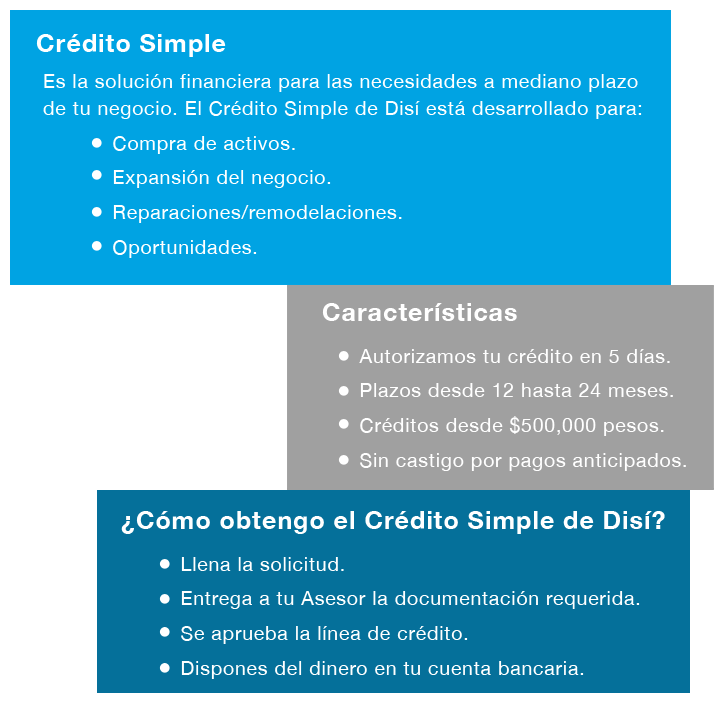 Crédito Simple
Es la solución financiera para las necesidades a mediano plazo
de tu negocio. El Crédito Simple de Disí está desarrollado para:
• Compra de activos.
• Expansión del negocio.
• Reparaciones/remodelaciones.
• Oportunidades.
Características
• Autorizamos tu crédito en 5 días.
• Plazos desde 12 hasta 24 meses.
• Créditos desde $500,000 pesos.
• Sin castigo por pagos anticipados.
¿Cómo obtengo el Crédito Simple de Disí?
• Llena la solicitud.
• Entrega a tu Asesor la documentación requerida.
• Se aprueba la línea de crédito.
• Dispones del dinero en tu cuenta bancaria.